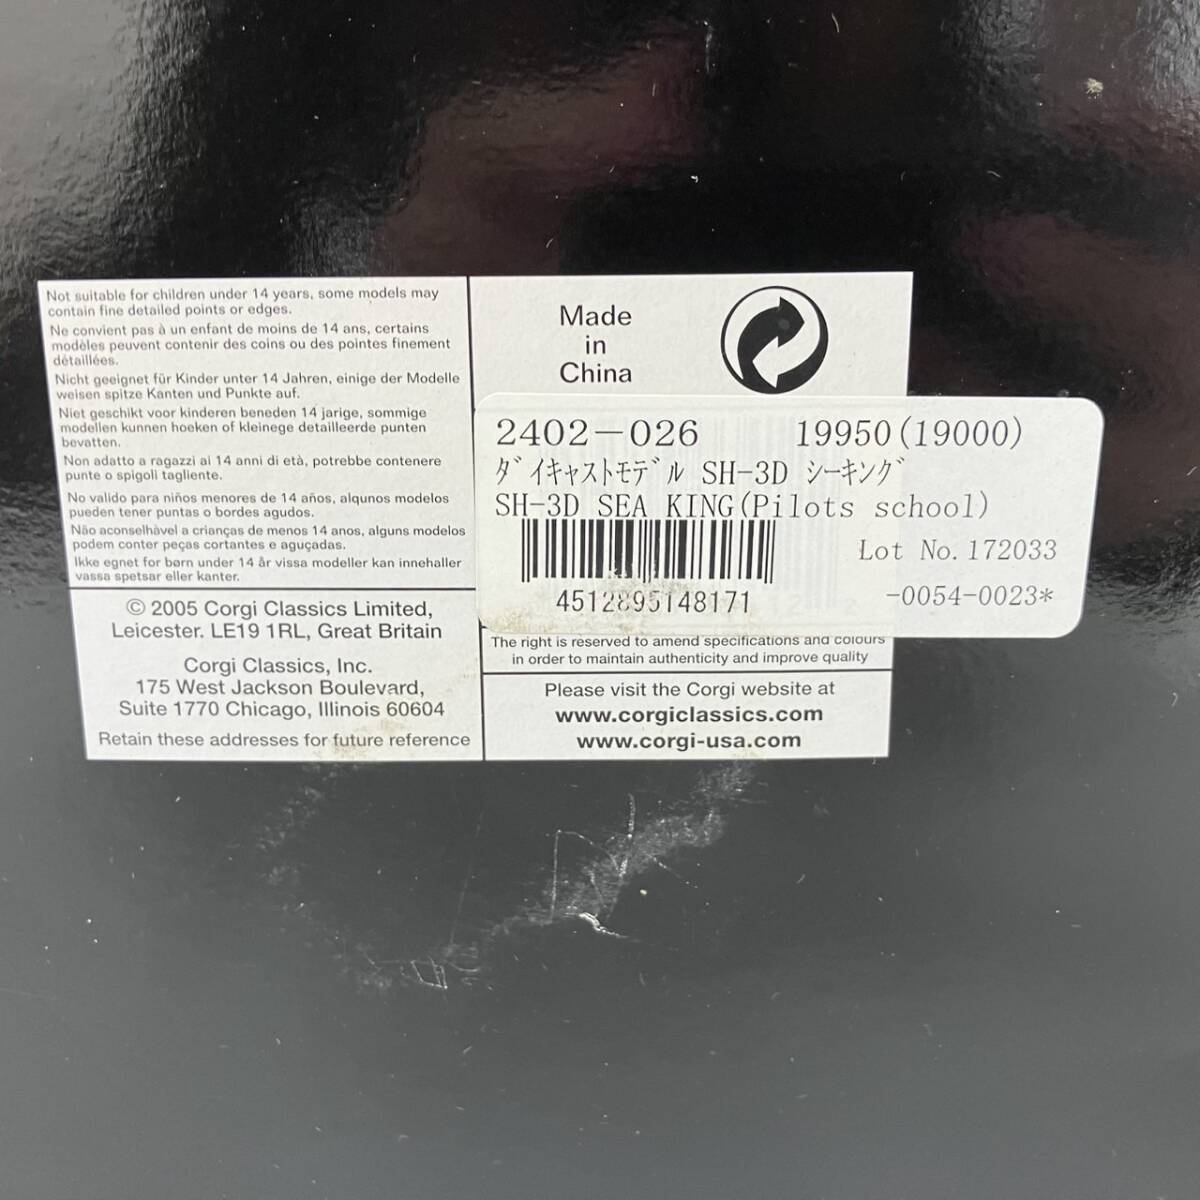 Not suitable for children under 14 years, some models may
contain fine detailed points or edges.
Ne convient pas à un enfant de moins de 14 ans, certains
modèles peuvent contenir des coins ou des pointes finement
détaillées.
Nicht geeignet für Kinder unter 14 Jahren, einige der Modelle
weisen spitze Kanten und Punkte auf.
Niet geschikt voor kinderen beneden 14 jarige, sommige
modellen kunnen hoeken of kleinege detailleerde punten
bevatten.
Non adatto a ragazzi ai 14 anni di età, potrebbe contenere
punte o spigoli tagliente.
No valido para niños menores de 14 años, alqunos modelos
pueden tener puntas o bordes agudos.
Não aconselhàvel a crianças de menos 14 anos, alguns modelos
podem conter peças cortantes e aguçadas.
Ikke egnet for børn under 14 år vissa modeller kan innehaller
vassa spetsar eller kanter.
© 2005 Corgi Classics Limited,
Leicester. LE19 1RL, Great Britain
Corgi Classics, Inc.
175 West Jackson Boulevard,
Suite 1770 Chicago, Illinois 60604
Retain these addresses for future reference
Made
in
China
2402-026 19950(19000)
ﾀﾞｲｷｬｽﾄﾓﾃﾞﾙ SH-3D ｼｰｷﾝｸﾞ
SH-3D SEA KING(Pilots school)
Lot No. 172033
4512895148171 -0054-0023*
The right is reserved to amend specifications and colours
in order to maintain authenticity and improve quality
Please visit the Corgi website at
www.corgiclassics.com
www.corgi-usa.com